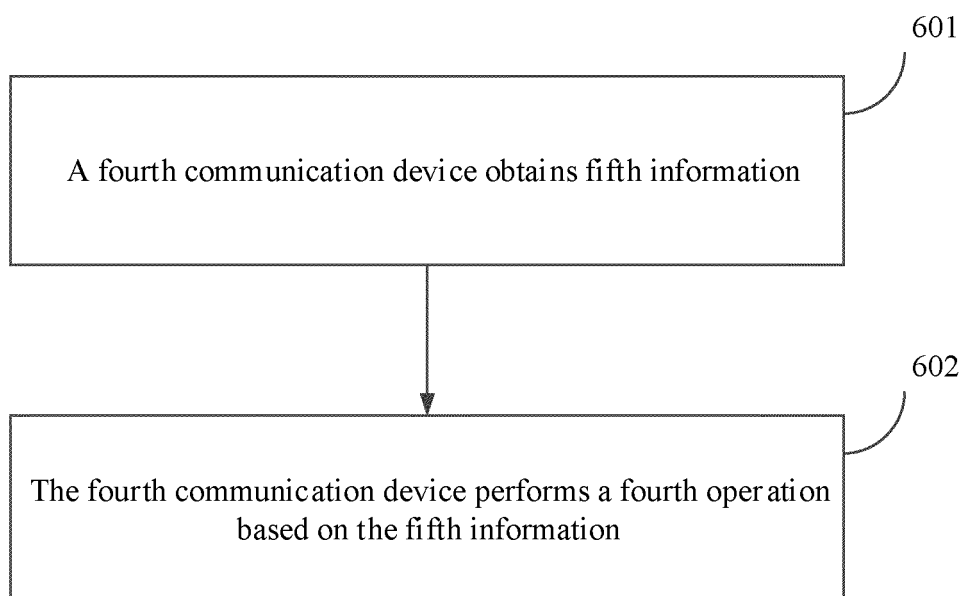 601
A fourth communication device obtains fifth information
602
The fourth communication device performs a fourth operation
based on the fifth information